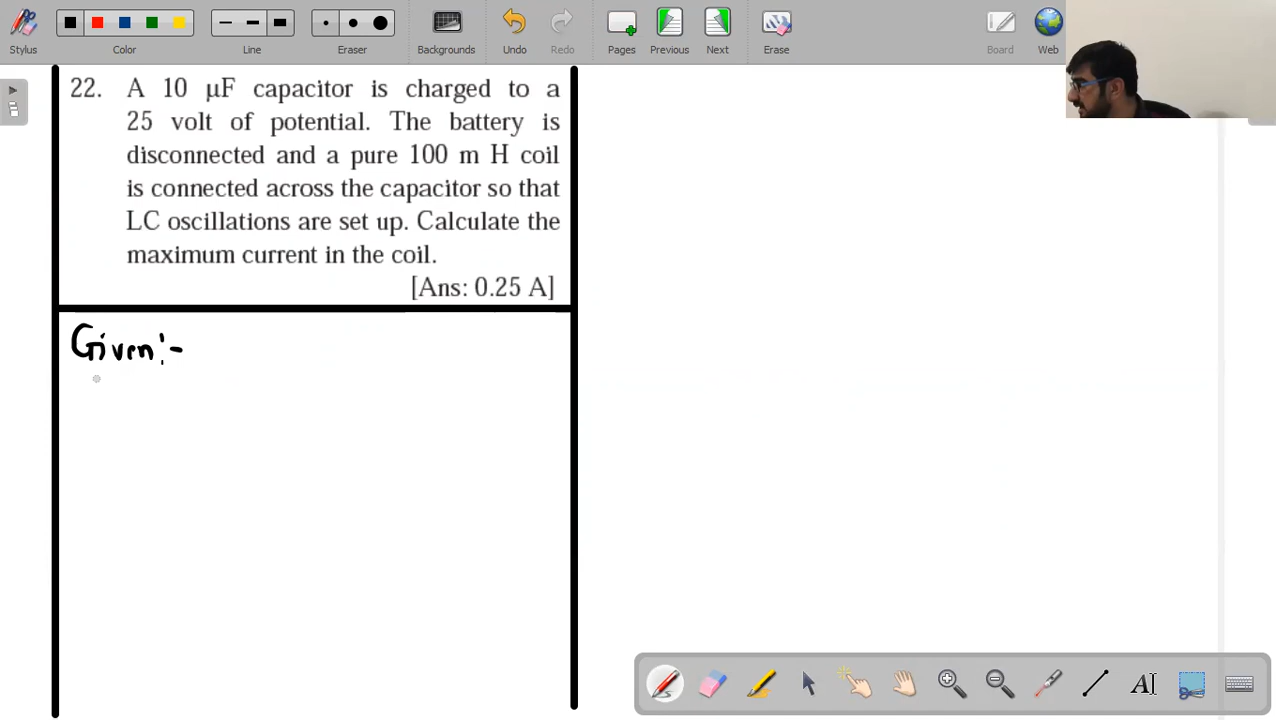 Stylus
Color
Line
Eraser
Backgrounds
Undo
Redo
Pages
Previous
Next
Erase
Board
Web
22. A 10 µF capacitor is charged to a
25 volt of potential. The battery is
disconnected and a pure 100 m H coil
is connected across the capacitor so that
LC oscillations are set up. Calculate the
maximum current in the coil.
[Ans: 0.25 A]
Given:-